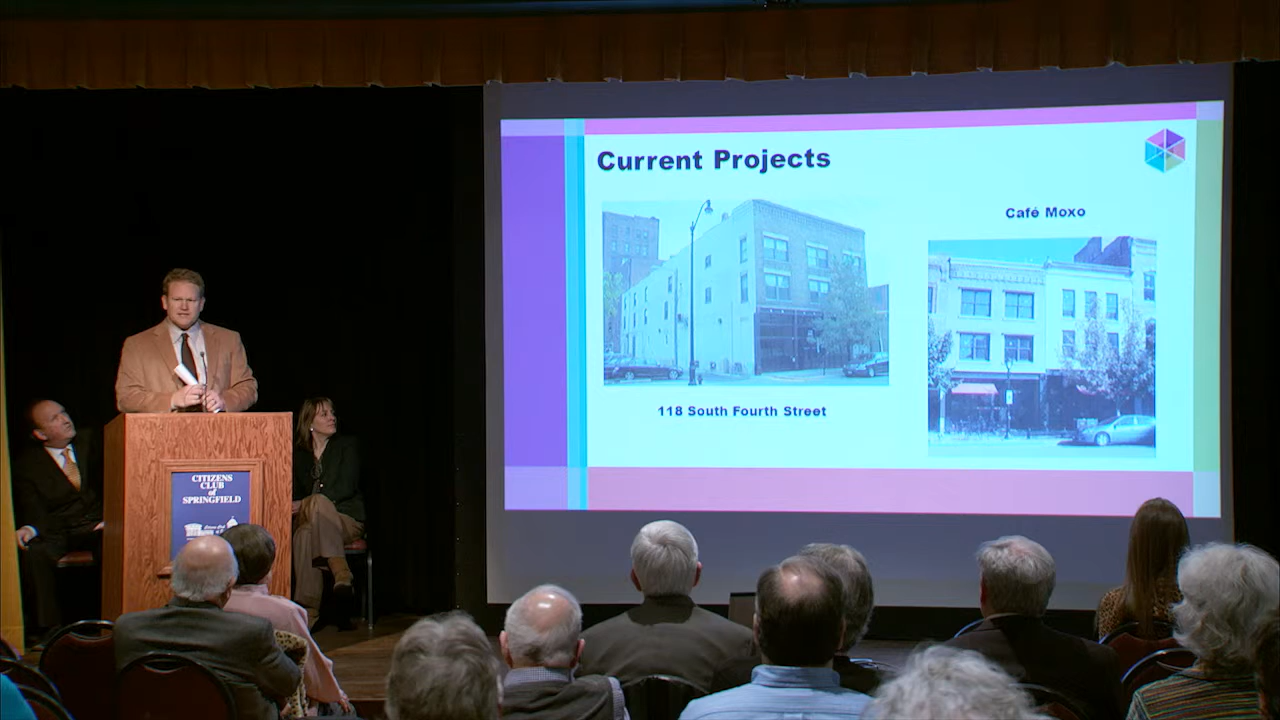 Current Projects
Café Moxo
118 South Fourth Street
CITIZENS
CLUB
of
SPRINGFIELD